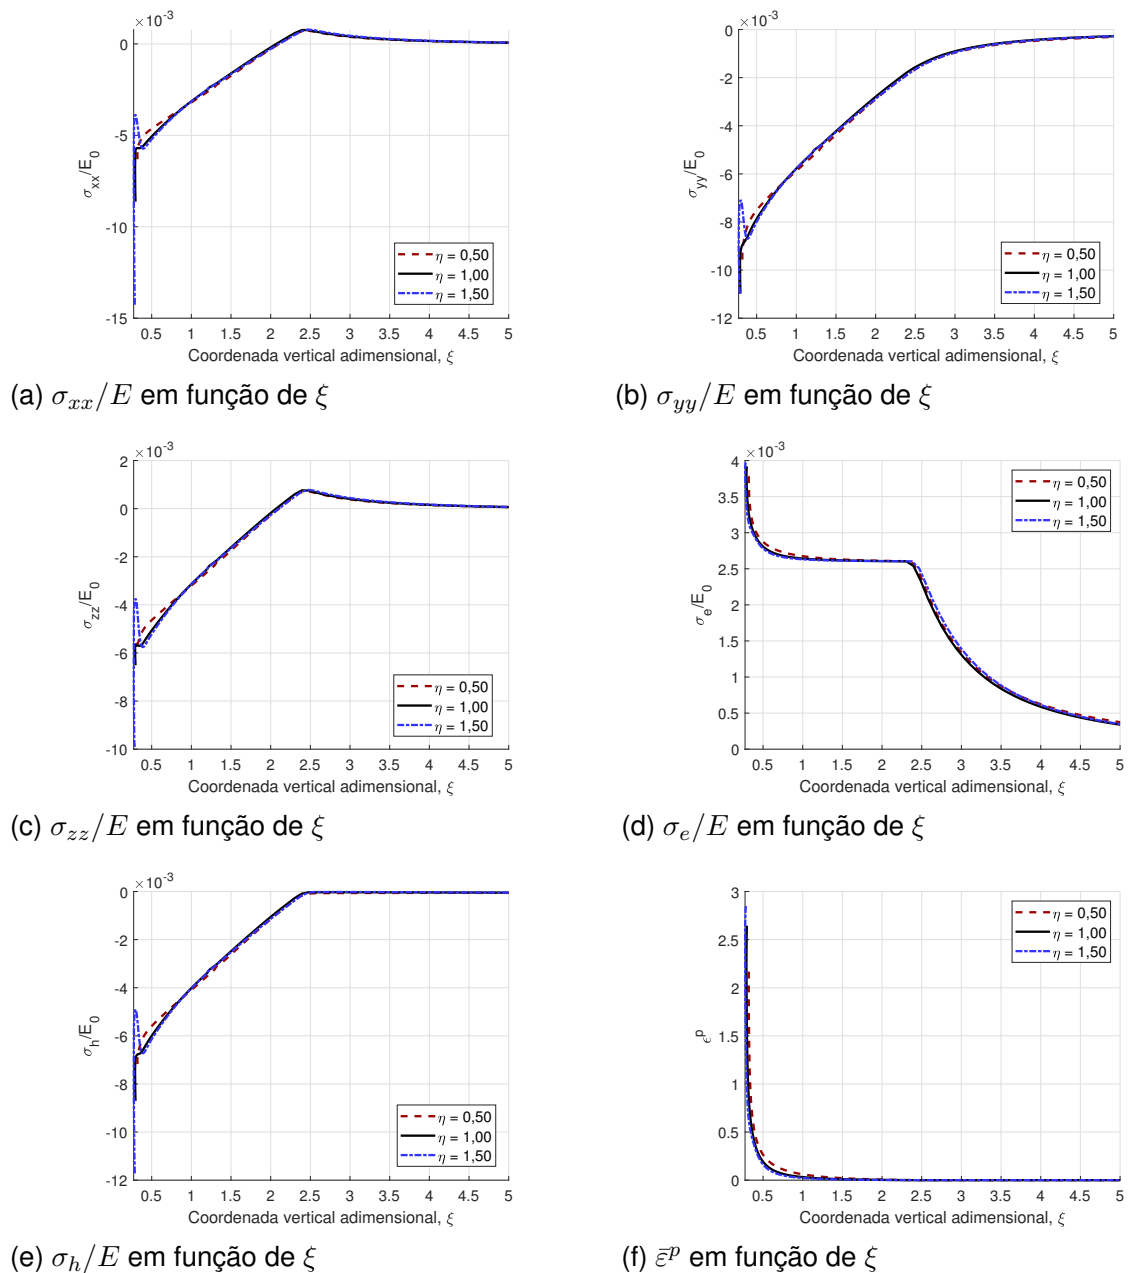 ×10⁻³
0
-5
-10
-15
σxx/E0
η = 0,50
η = 1,00
η = 1,50
0.5 1 1.5 2 2.5 3 3.5 4 4.5 5
Coordenada vertical adimensional, ξ
(a) σxx/E em função de ξ
×10⁻³
0
-2
-4
-6
-8
-10
-12
σyy/E0
η = 0,50
η = 1,00
η = 1,50
0.5 1 1.5 2 2.5 3 3.5 4 4.5 5
Coordenada vertical adimensional, ξ
(b) σyy/E em função de ξ
×10⁻³
2
0
-2
-4
-6
-8
-10
σzz/E0
η = 0,50
η = 1,00
η = 1,50
0.5 1 1.5 2 2.5 3 3.5 4 4.5 5
Coordenada vertical adimensional, ξ
(c) σzz/E em função de ξ
×10⁻³
4
3.5
3
2.5
2
1.5
1
0.5
0
σe/E0
η = 0,50
η = 1,00
η = 1,50
0.5 1 1.5 2 2.5 3 3.5 4 4.5 5
Coordenada vertical adimensional, ξ
(d) σe/E em função de ξ
×10⁻³
0
-2
-4
-6
-8
-10
-12
σh/E0
η = 0,50
η = 1,00
η = 1,50
0.5 1 1.5 2 2.5 3 3.5 4 4.5 5
Coordenada vertical adimensional, ξ
(e) σh/E em função de ξ
3
2.5
2
1.5
1
0.5
0
ϵᵖ
η = 0,50
η = 1,00
η = 1,50
0.5 1 1.5 2 2.5 3 3.5 4 4.5 5
Coordenada vertical adimensional, ξ
(f) ε̄ᵖ em função de ξ